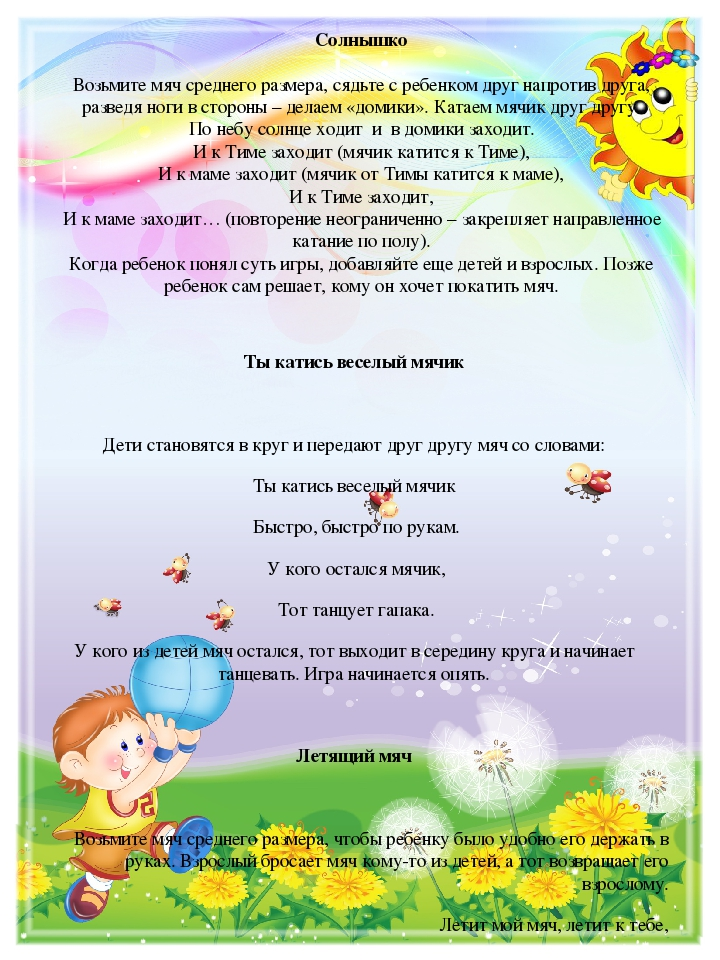 Солнышко
Возьмите мяч среднего размера, сядьте с ребенком друг напротив друга,
разведя ноги в стороны – делаем «домики». Катаем мячик друг другу.
По небу солнце ходит и в домики заходит.
И к Тиме заходит (мячик катится к Тиме),
И к маме заходит (мячик от Тимы катится к маме),
И к Тиме заходит,
И к маме заходит… (повторение неограниченно – закрепляет направленное
катание по полу).
Когда ребенок понял суть игры, добавляйте еще детей и взрослых. Позже
ребенок сам решает, кому он хочет покатить мяч.
Ты катись веселый мячик
Дети становятся в круг и передают друг другу мяч со словами:
Ты катись веселый мячик
Быстро, быстро по рукам.
У кого остался мячик,
Тот танцует гапака.
У кого из детей мяч остался, тот выходит в середину круга и начинает
танцевать. Игра начинается опять.
Летящий мяч
Возьмите мяч среднего размера, чтобы ребенку было удобно его держать в
руках. Взрослый бросает мяч кому-то из детей, а тот возвращает его
взрослому.
Летит мой мяч, летит к тебе,